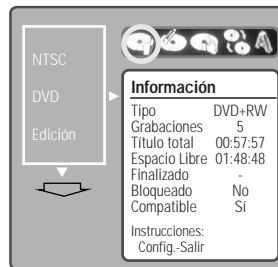 NTSC
DVD
Edición
Información
Tipo DVD+RW
Grabaciones 5
Título total 00:57:57
Espacio Libre 01:48:48
Finalizado -
Bloqueado No
Compatible Sí
Instrucciones:
Config.-Salir